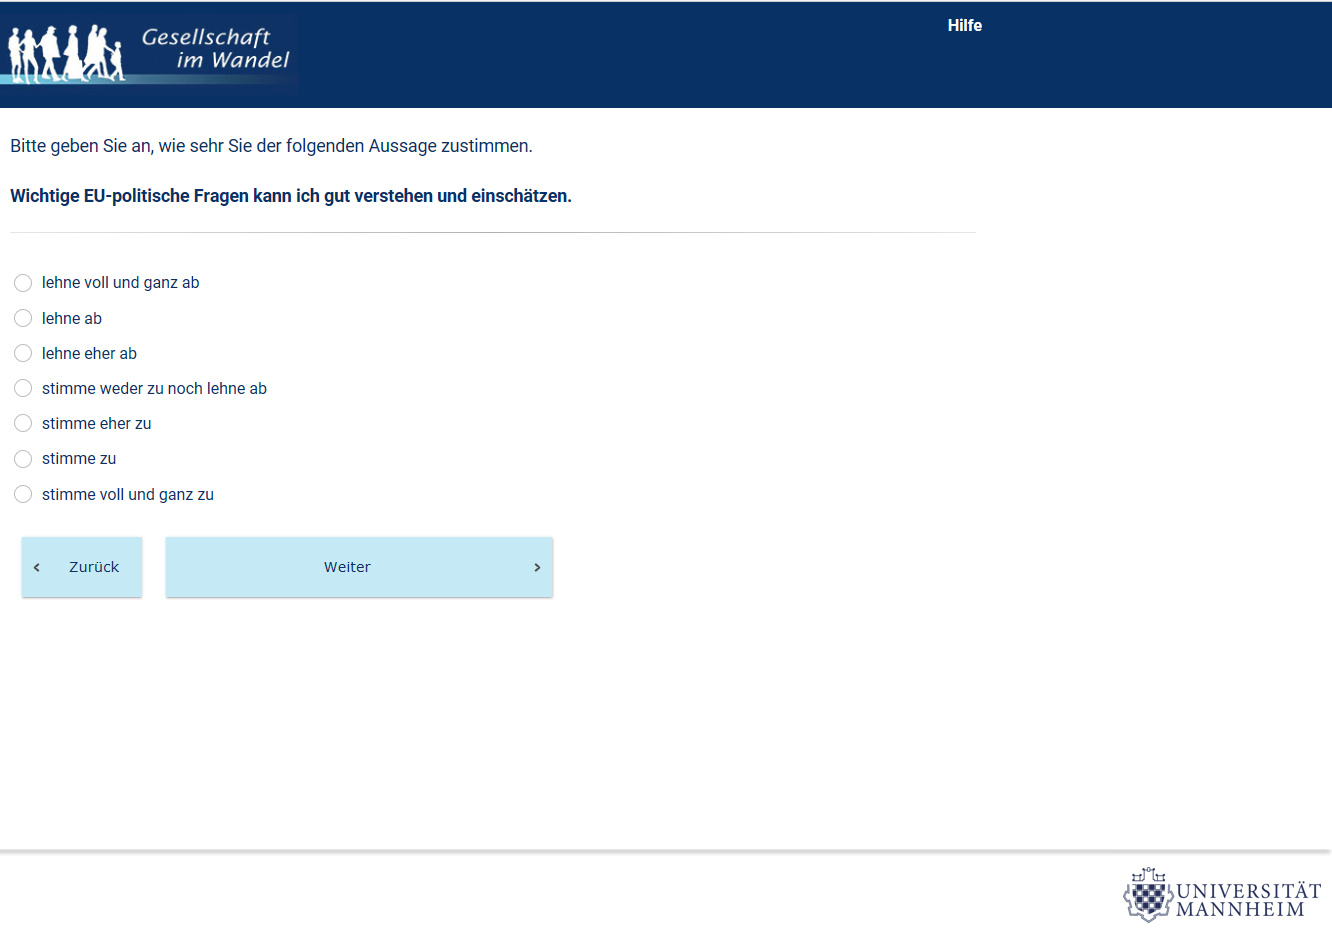 Gesellschaft
im Wandel
Hilfe
Bitte geben Sie an, wie sehr Sie der folgenden Aussage zustimmen.
Wichtige EU-politische Fragen kann ich gut verstehen und einschätzen.
lehne voll und ganz ab
lehne ab
lehne eher ab
stimme weder zu noch lehne ab
stimme eher zu
stimme zu
stimme voll und ganz zu
‹ Zurück
Weiter ›
UNIVERSITÄT
MANNHEIM